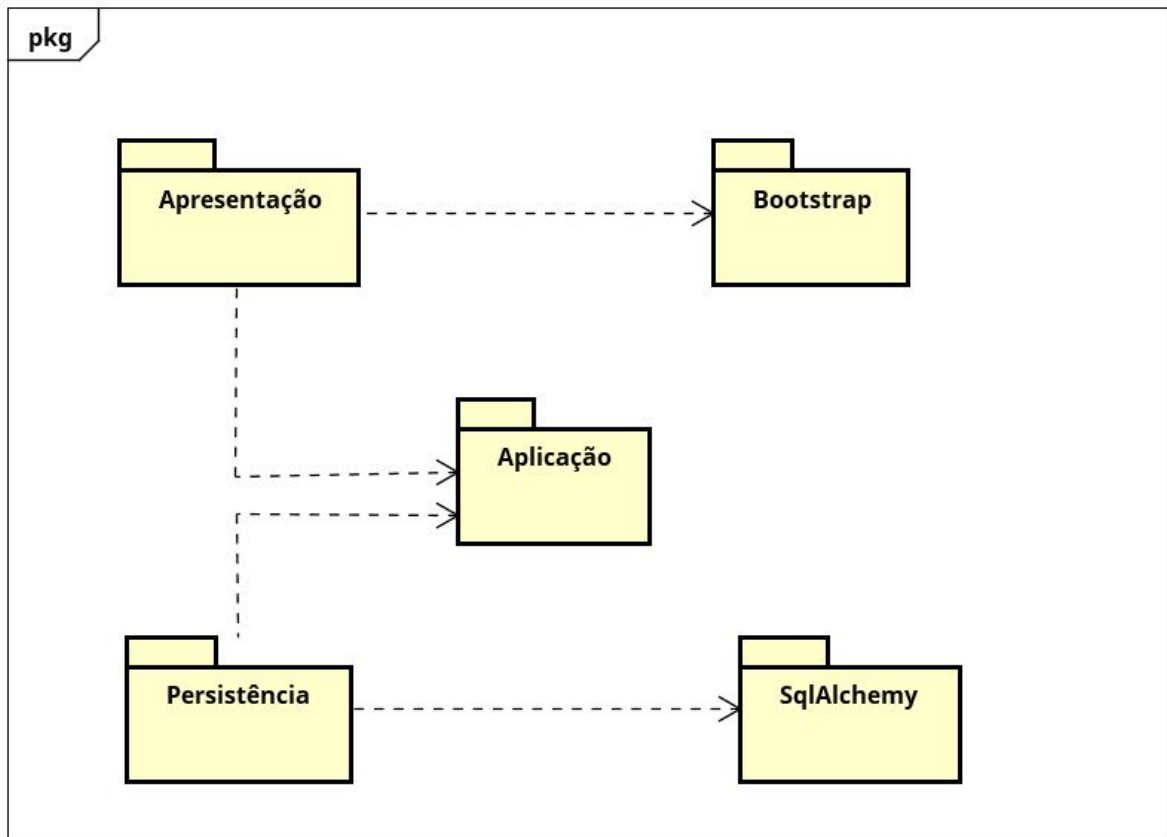 pkg
Apresentação
Bootstrap
Aplicação
Persistência
SqlAlchemy